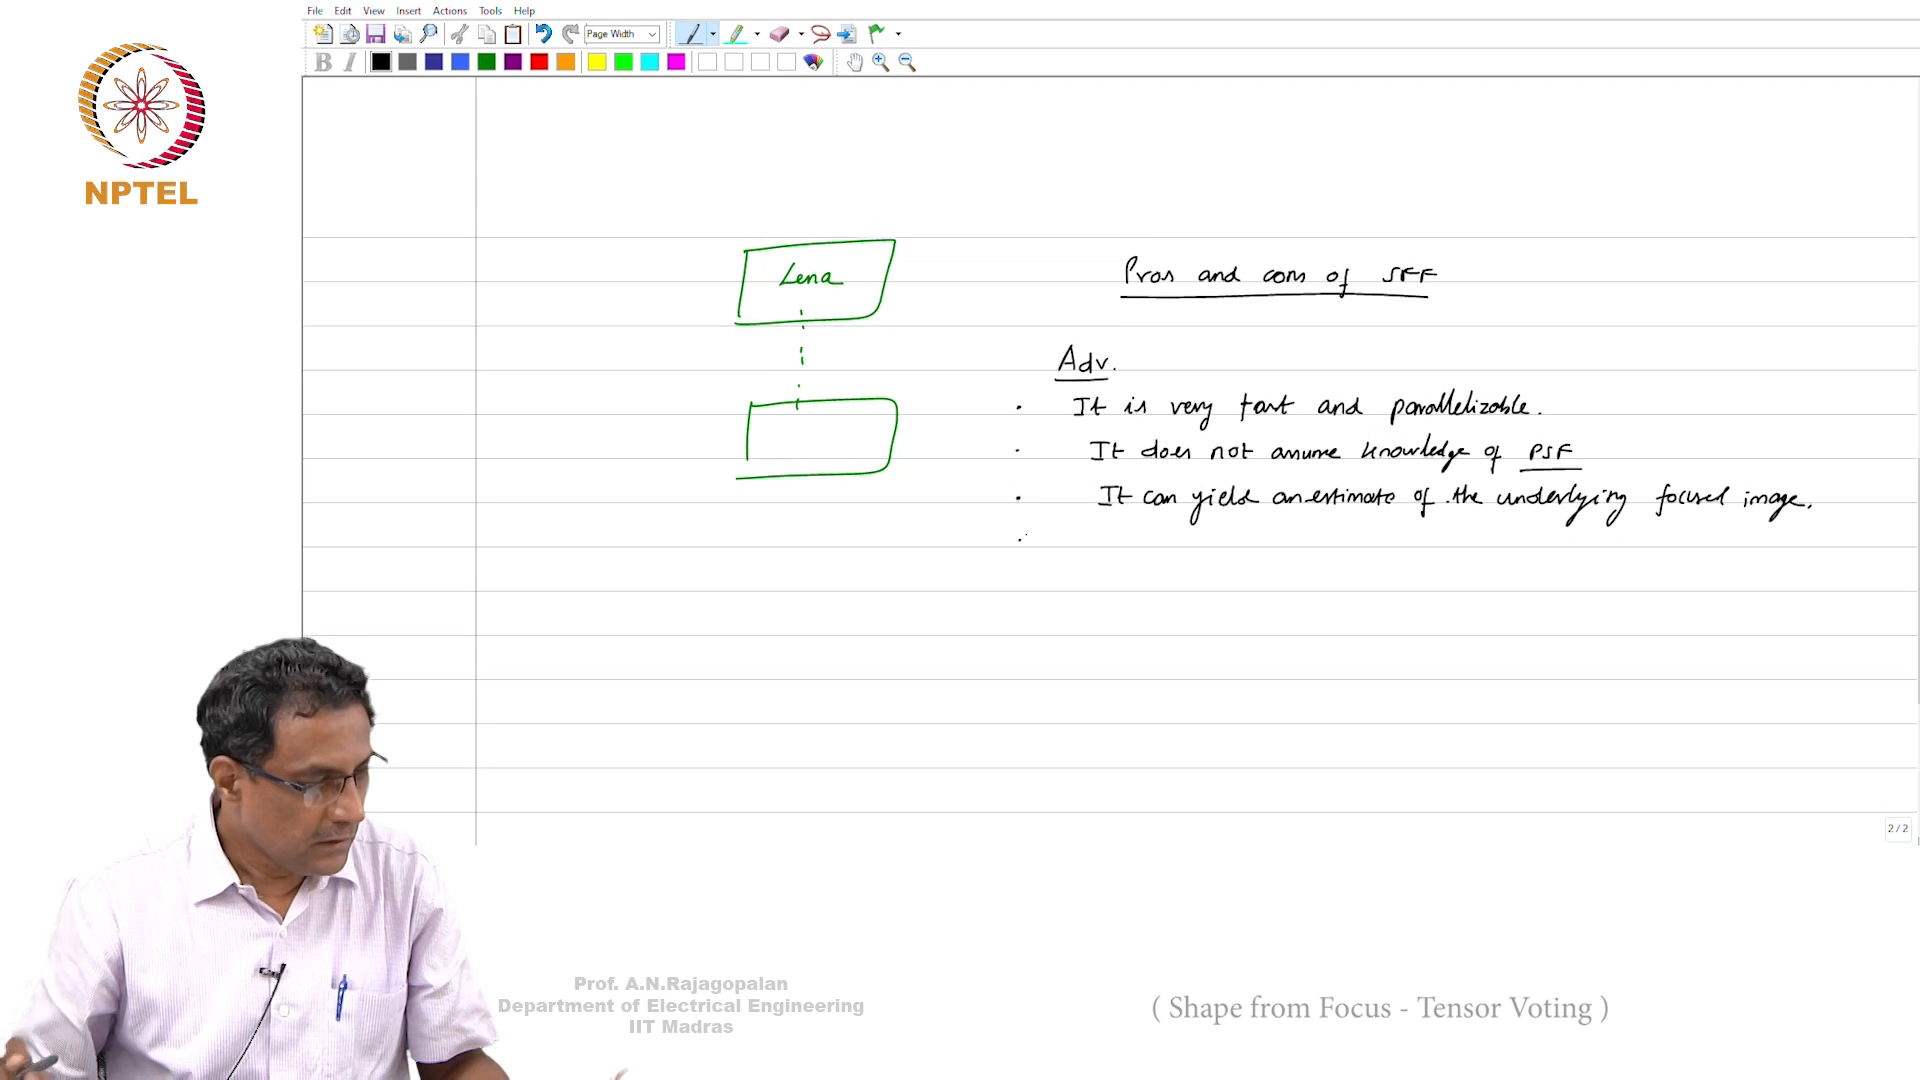 File Edit View Insert Actions Tools Help
Page Width
B I
NPTEL
Lena
Pros and cons of SFF
Adv.
. It is very fast and parallelizable.
. It does not assume knowledge of PSF
. It can yield an estimate of the underlying focused image.
.
2/2
Prof. A.N.Rajagopalan
Department of Electrical Engineering
IIT Madras
( Shape from Focus - Tensor Voting )